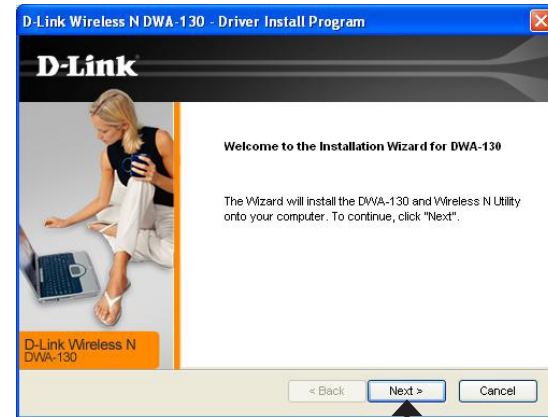 D-Link Wireless N DWA-130 - Driver Install Program
D-Link
Welcome to the Installation Wizard for DWA-130
The Wizard will install the DWA-130 and Wireless N Utility
onto your computer. To continue, click "Next".
D-Link Wireless N
DWA-130
< Back Next > Cancel